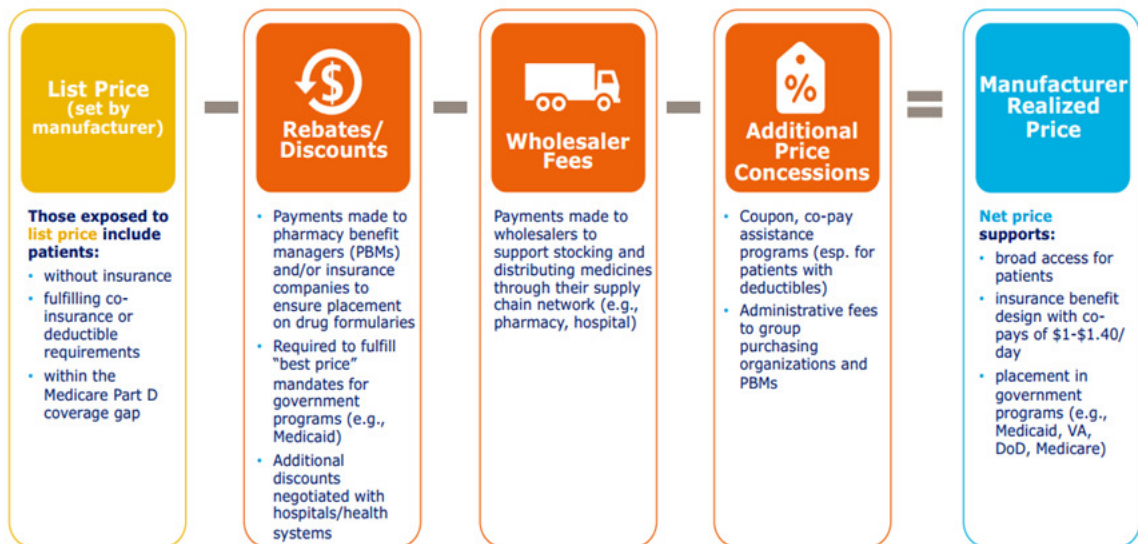 List Price
(set by
manufacturer)
Those exposed to
list price include
patients:
• without insurance
• fulfilling co-
insurance or
deductible
requirements
• within the
Medicare Part D
coverage gap
$
Rebates/
Discounts
• Payments made to
pharmacy benefit
managers (PBMs)
and/or insurance
companies to
ensure placement
on drug formularies
• Required to fulfill
“best price”
mandates for
government
programs (e.g.,
Medicaid)
• Additional
discounts
negotiated with
hospitals/health
systems
Wholesaler
Fees
Payments made to
wholesalers to
support stocking and
distributing medicines
through their supply
chain network (e.g.,
pharmacy, hospital)
%
Additional
Price
Concessions
• Coupon, co-pay
assistance
programs (esp. for
patients with
deductibles)
• Administrative fees
to group
purchasing
organizations and
PBMs
Manufacturer
Realized
Price
Net price
supports:
• broad access for
patients
• insurance benefit
design with co-
pays of $1-$1.40/
day
• placement in
government
programs (e.g.,
Medicaid, VA,
DoD, Medicare)